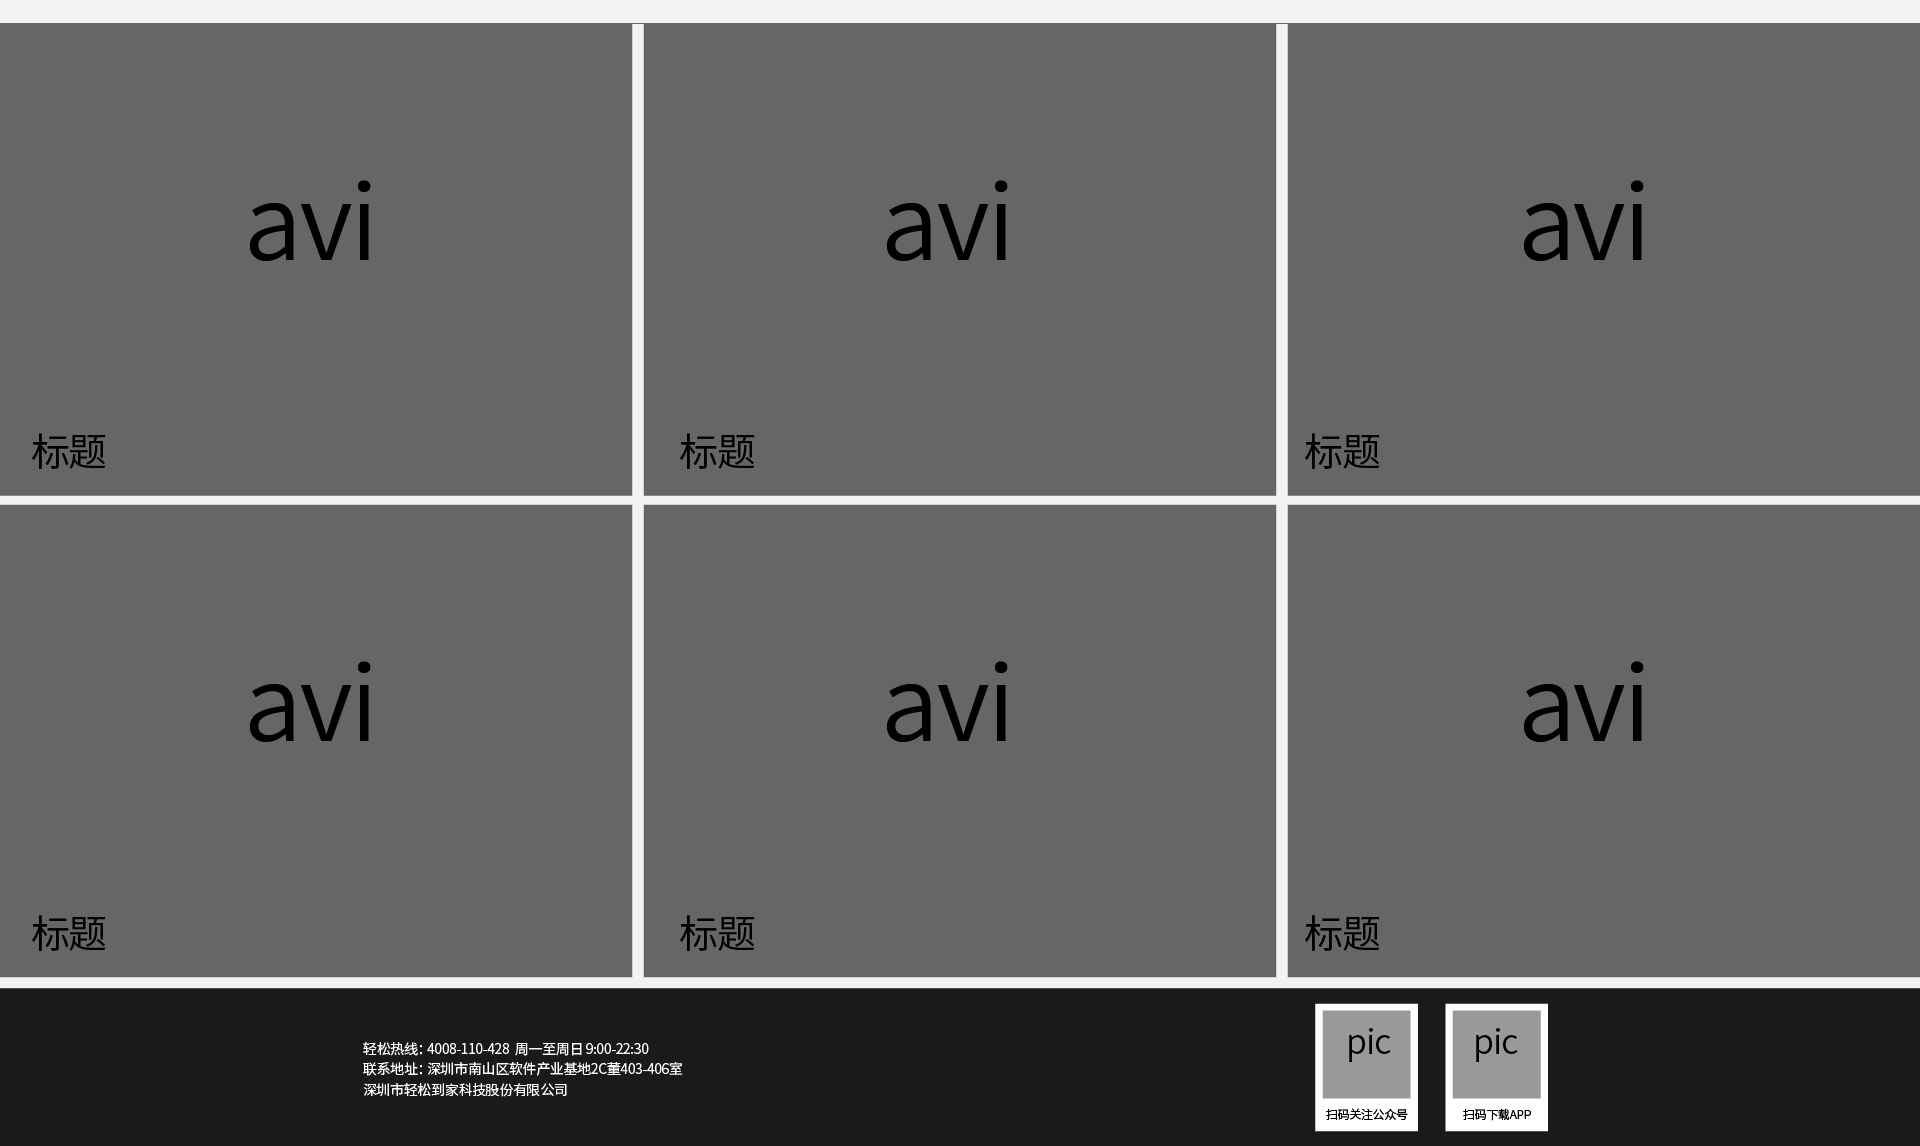 avi
avi
avi
标题
标题
标题
avi
avi
avi
标题
标题
标题
轻松热线：4008-110-428 周一至周日9:00-22:30
联系地址：深圳市南山区软件产业基地2C董403-406室
深圳市轻松到家科技股份有限公司
pic
扫码关注公众号
pic
扫码下载APP